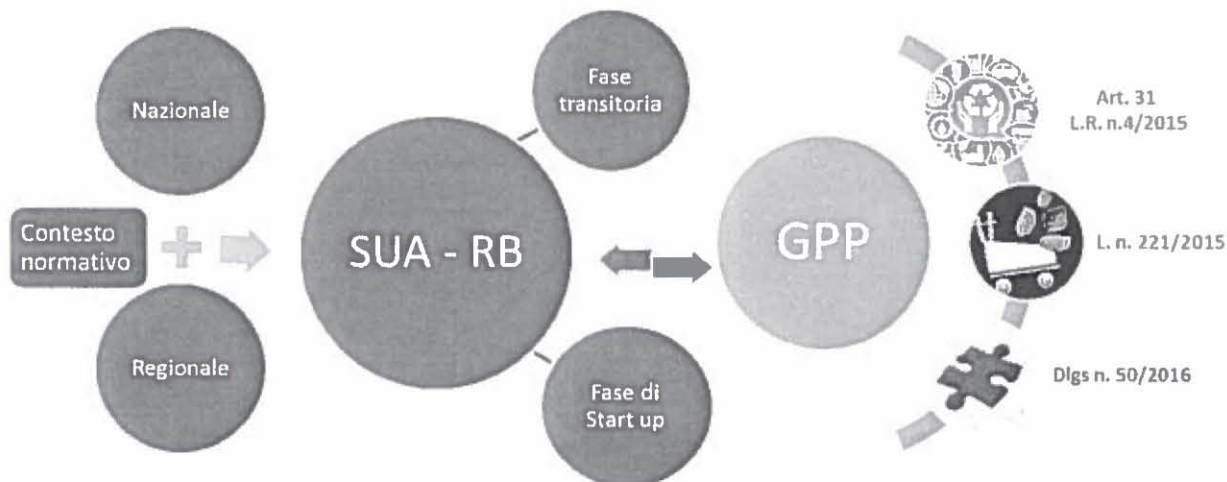 Nazionale
Contesto
normativo
Regionale
Fase
transitoria
SUA - RB
Fase di
Start up
GPP
Art. 31
L.R. n.4/2015
L. n. 221/2015
Dlgs n. 50/2016